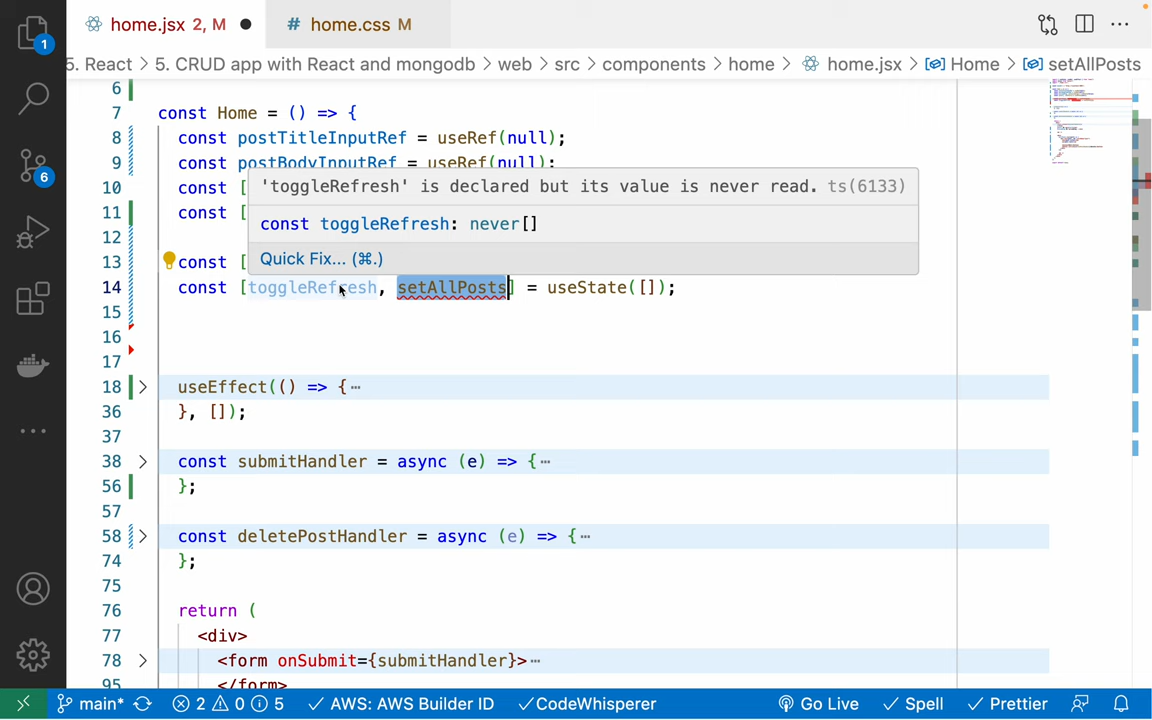 home.jsx 2, M
# home.css M
5. React > 5. CRUD app with React and mongodb > web > src > components > home > home.jsx > Home > setAllPosts
1
6
6
7 const Home = () => {
8 const postTitleInputRef = useRef(null);
9 const postBodyInputRef = useRef(null);
10 const [
11 const [
12
13 const [
'toggleRefresh' is declared but its value is never read. ts(6133)
const toggleRefresh: never[]
Quick Fix... (⌘.)
14 const [toggleRefresh, setAllPosts] = useState([]);
15
16
17
18 useEffect(() => {
36 }, []);
37
38 const submitHandler = async (e) => {
56 };
57
58 const deletePostHandler = async (e) => {
74 };
75
76 return (
77 <div>
78 <form onSubmit={submitHandler}>
95 </form>
main* 2 0 5 AWS: AWS Builder ID CodeWhisperer Go Live Spell Prettier